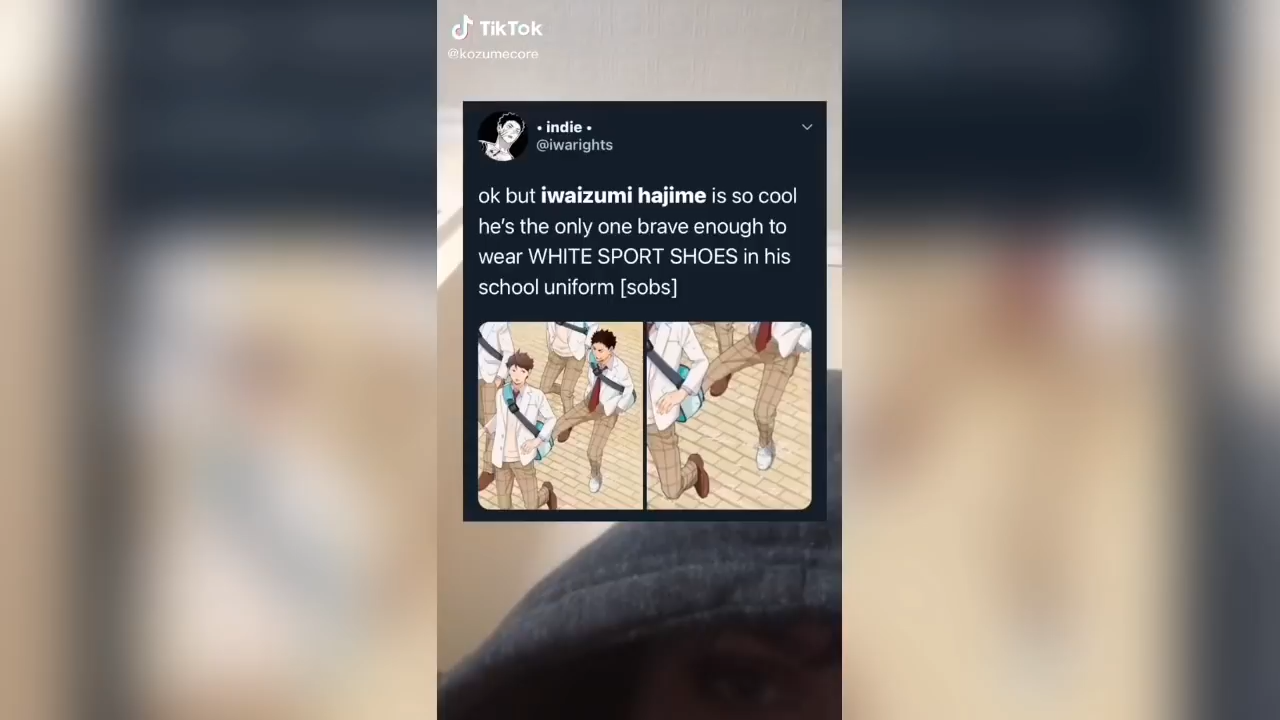 TikTok
@kozumecore
• indie •
@iwarights
ok but iwaizumi hajime is so cool
he’s the only one brave enough to
wear WHITE SPORT SHOES in his
school uniform [sobs]